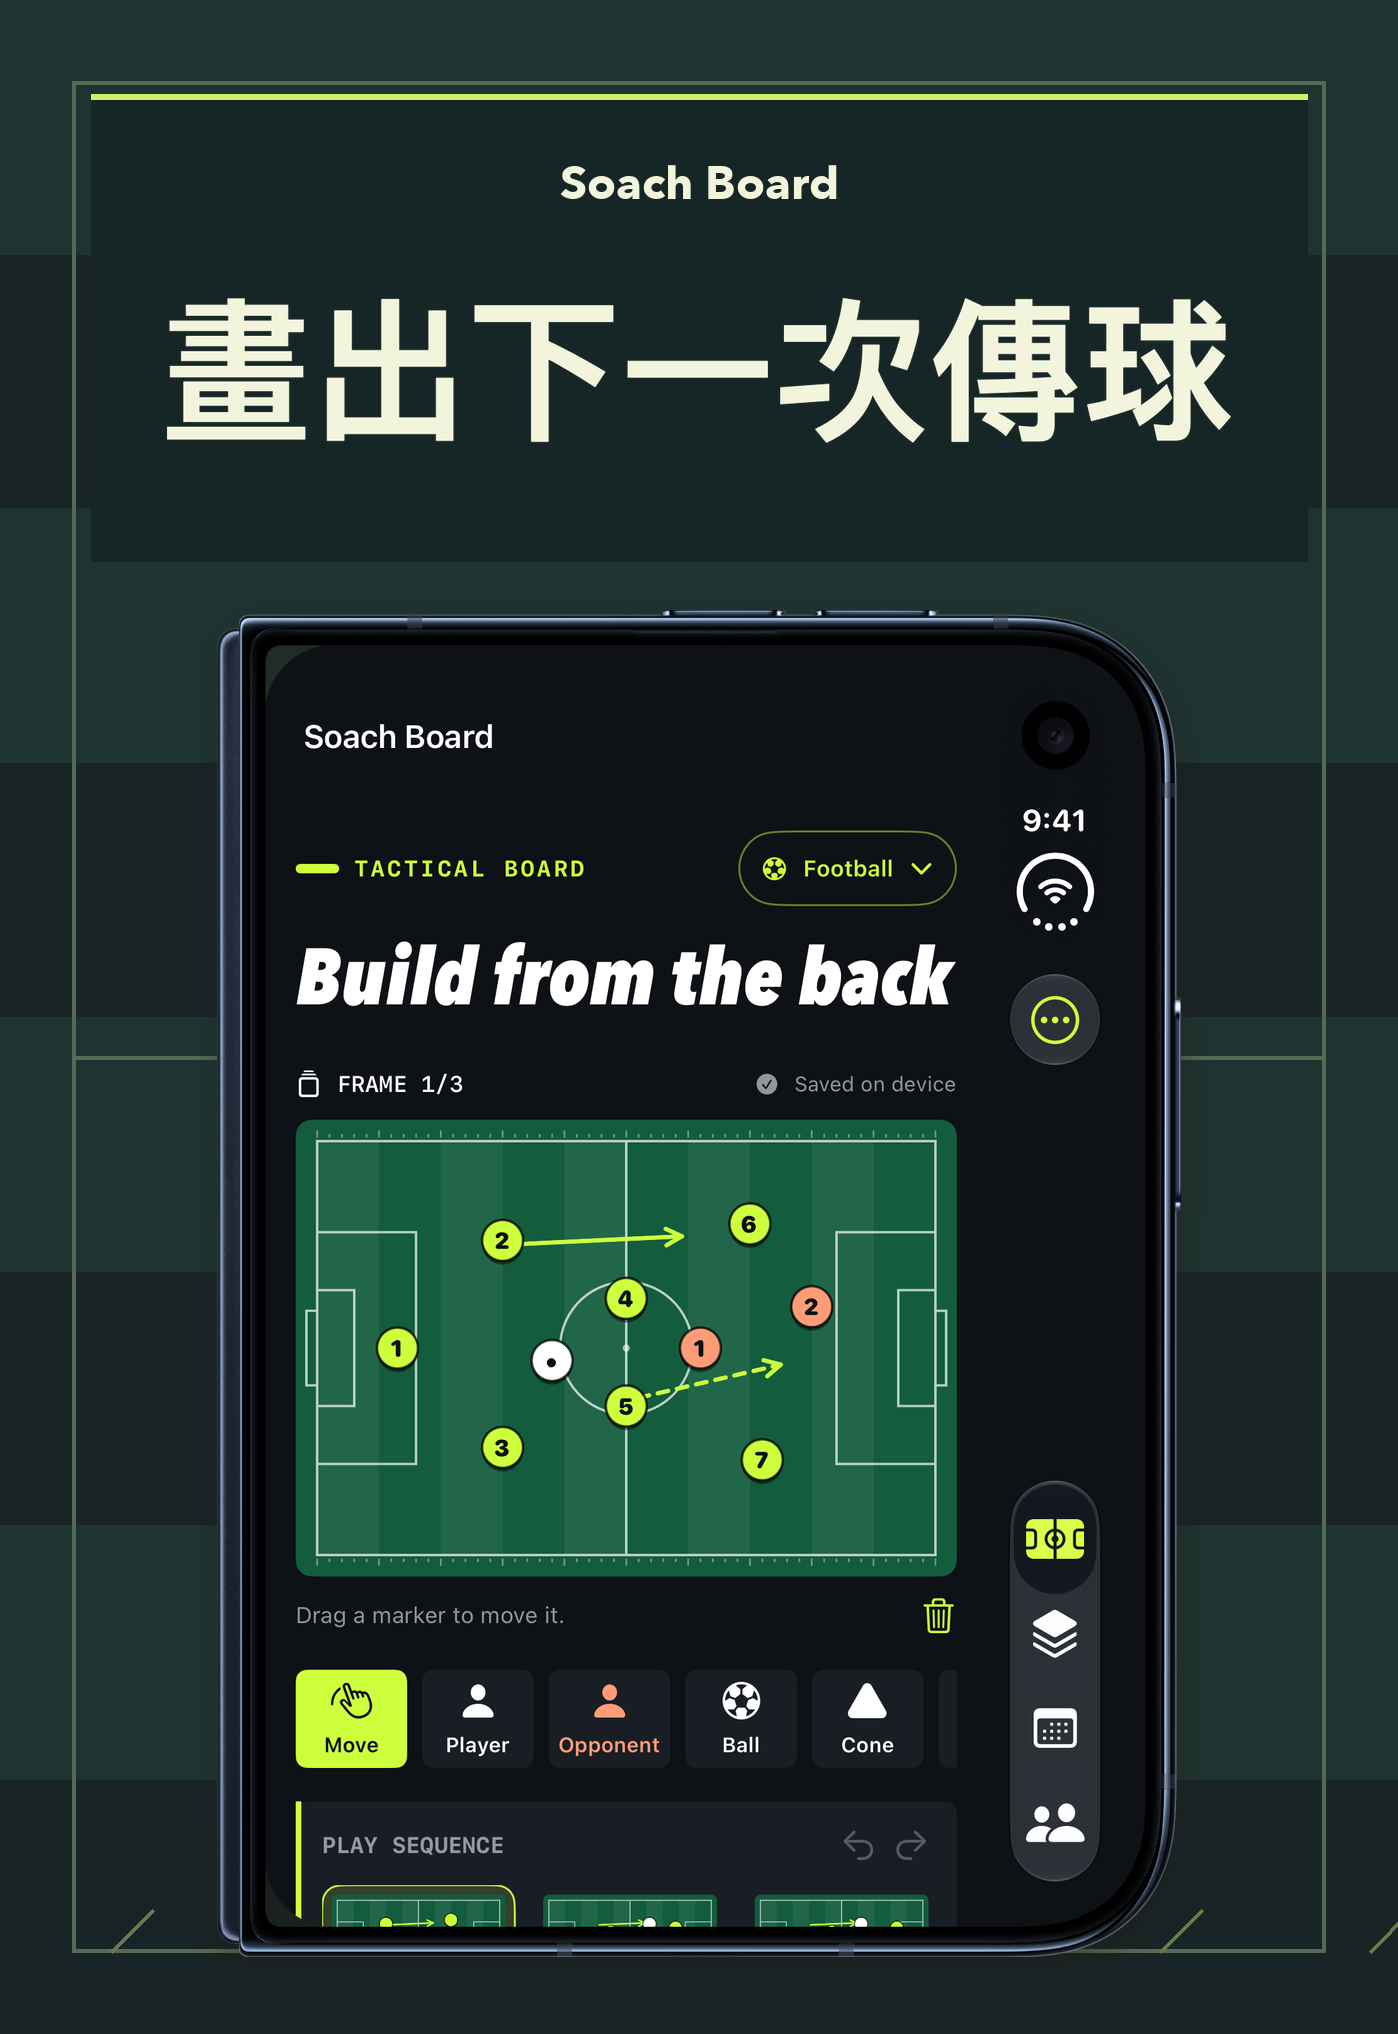 Soach Board
畫出下一次傳球
Soach Board
9:41
TACTICAL BOARD
Football
Build from the back
FRAME 1/3
Saved on device
2
6
4
2
1
1
5
3
7
Drag a marker to move it.
Move
Player
Opponent
Ball
Cone
PLAY SEQUENCE